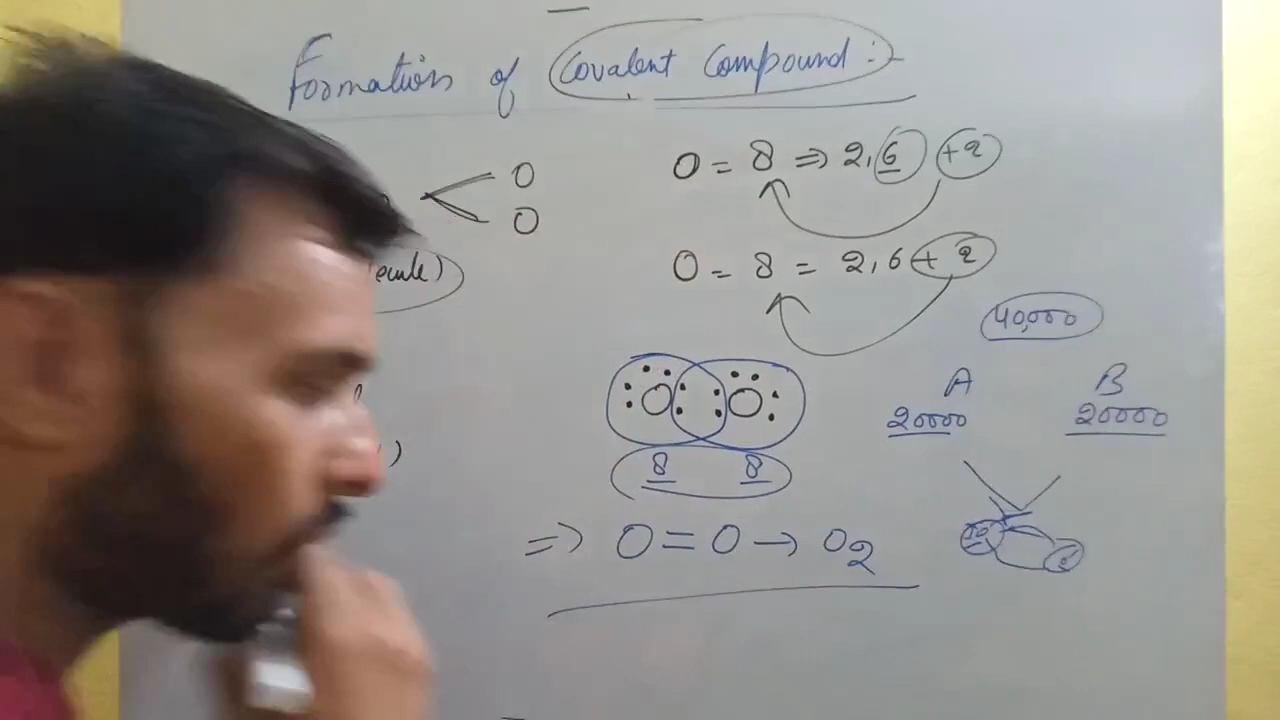 Formation of Covalent Compound :-
O
O
O = 8 ⇒ 2,6 +2
O = 8 = 2,6 + 2
40,000
A
B
20000
20000
O
O
8
8
⇒ O = O → O2